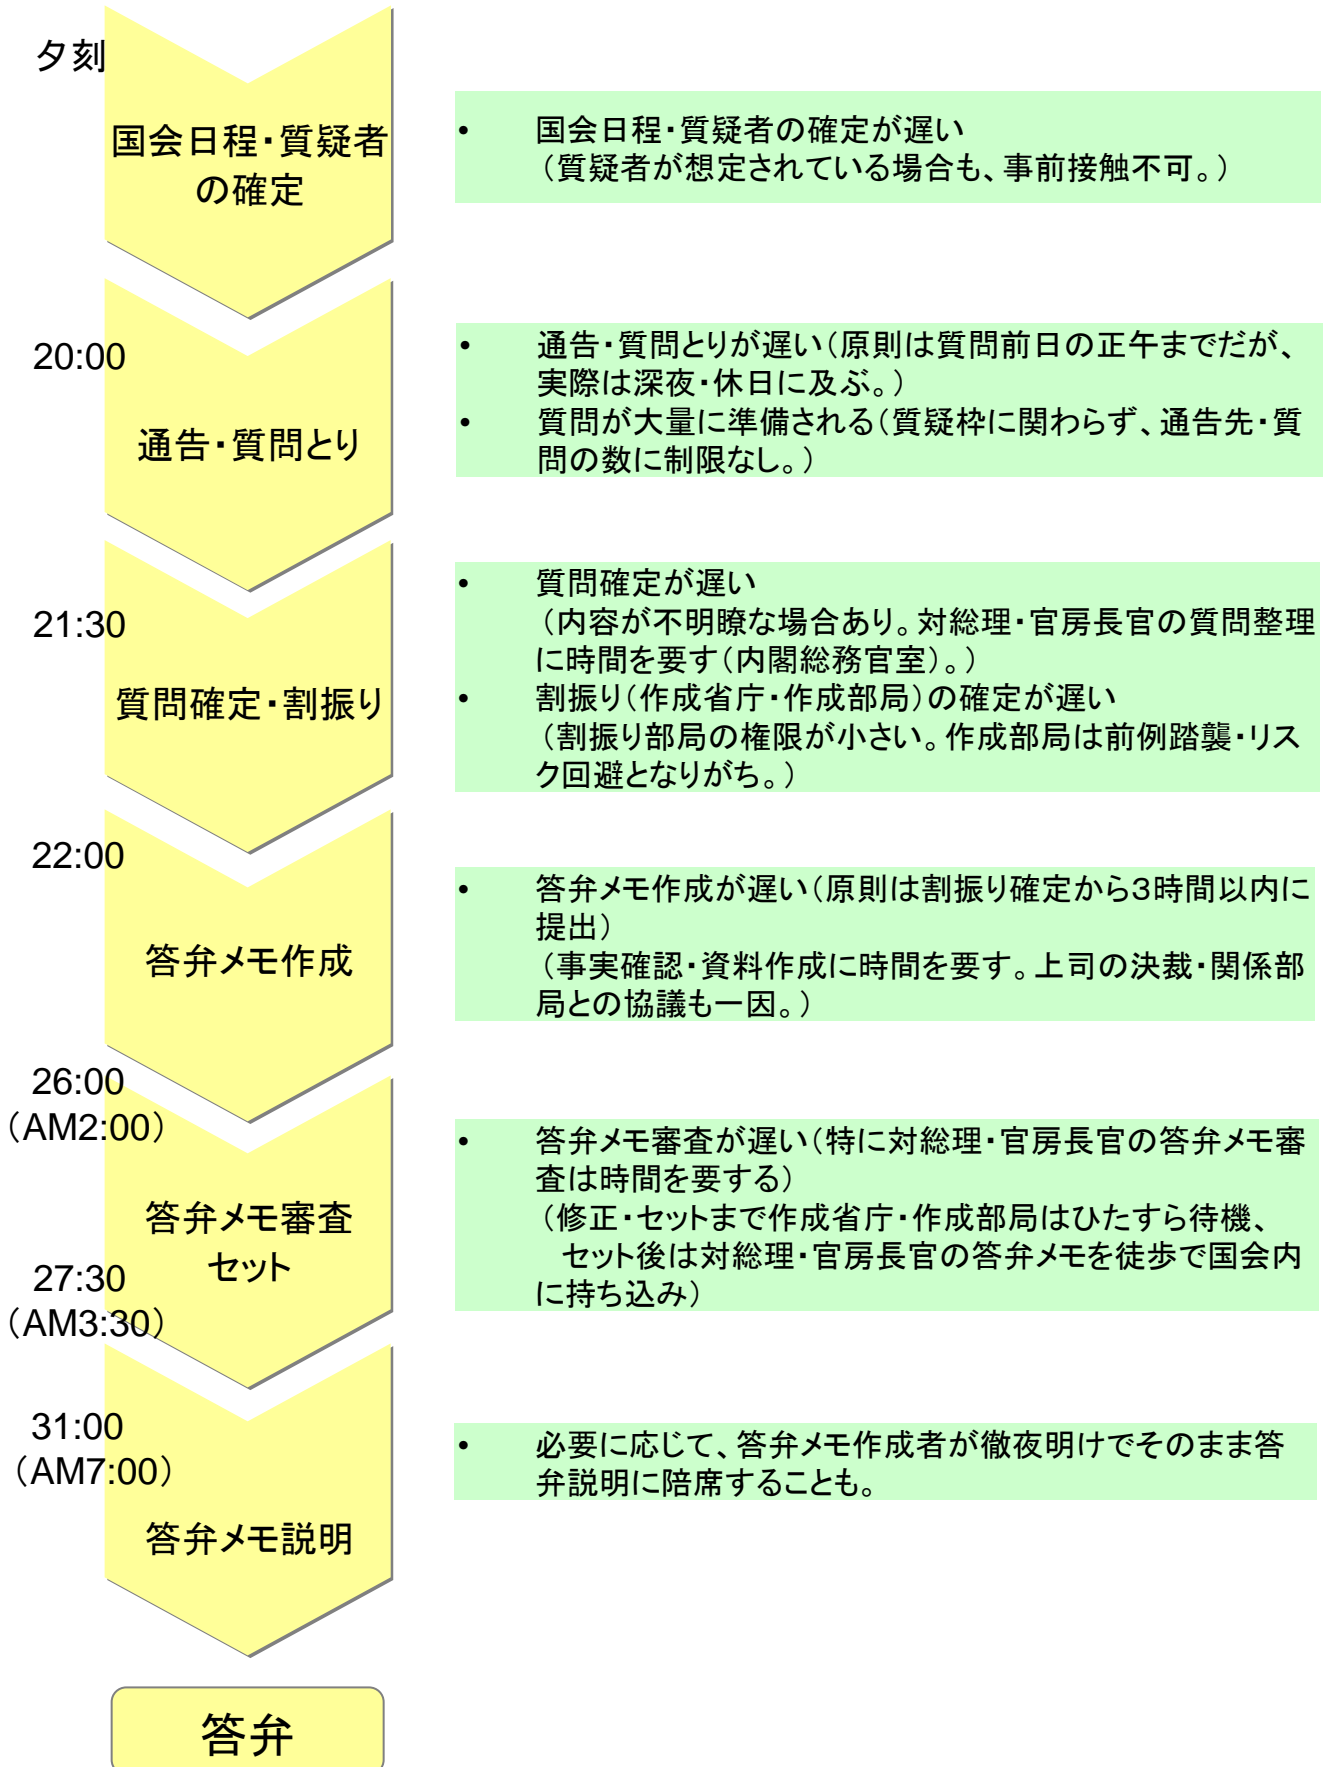 夕刻
国会日程・質疑者
の確定
• 国会日程・質疑者の確定が遅い
（質疑者が想定されている場合も、事前接触不可。）
20:00
通告・質問とり
• 通告・質問とりが遅い（原則は質問前日の正午までだが、
実際は深夜・休日に及ぶ。）
• 質問が大量に準備される（質疑枠に関わらず、通告先・質
問の数に制限なし。）
21:30
質問確定・割振り
• 質問確定が遅い
（内容が不明瞭な場合あり。対総理・官房長官の質問整理
に時間を要す（内閣総務官室）。）
• 割振り（作成省庁・作成部局）の確定が遅い
（割振り部局の権限が小さい。作成部局は前例踏襲・リス
ク回避となりがち。）
22:00
答弁メモ作成
• 答弁メモ作成が遅い（原則は割振り確定から３時間以内に
提出）
（事実確認・資料作成に時間を要す。上司の決裁・関係部
局との協議も一因。）
26:00
（AM2:00）
答弁メモ審査
セット
27:30
（AM3:30）
• 答弁メモ審査が遅い（特に対総理・官房長官の答弁メモ審
査は時間を要する）
（修正・セットまで作成省庁・作成部局はひたすら待機、
セット後は対総理・官房長官の答弁メモを徒歩で国会内
に持ち込み）
31:00
（AM7:00）
答弁メモ説明
• 必要に応じて、答弁メモ作成者が徹夜明けでそのまま答
弁説明に陪席することも。
答弁